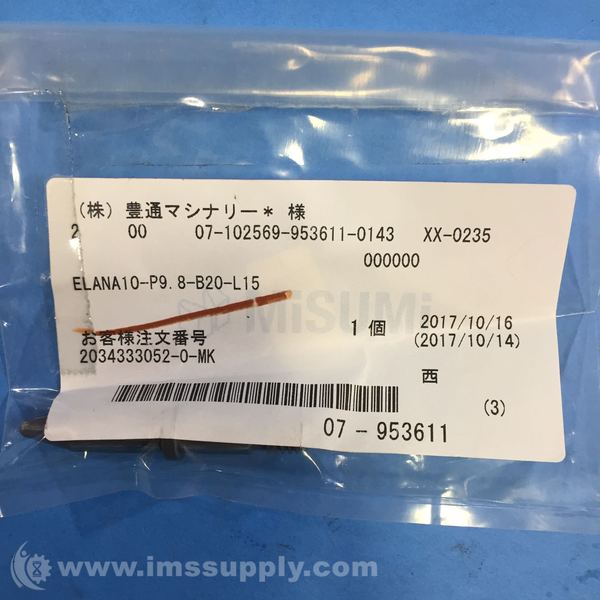 (株) 豊通マシナリー* 様
2 00 07-102569-953611-0143 XX-0235
000000
ELANA10-P9.8-B20-L15
MiSUMi
お客様注文番号 1個 2017/10/16
2034333052-0-MK (2017/10/14)
西
(3)
07-953611
www.imssupply.com